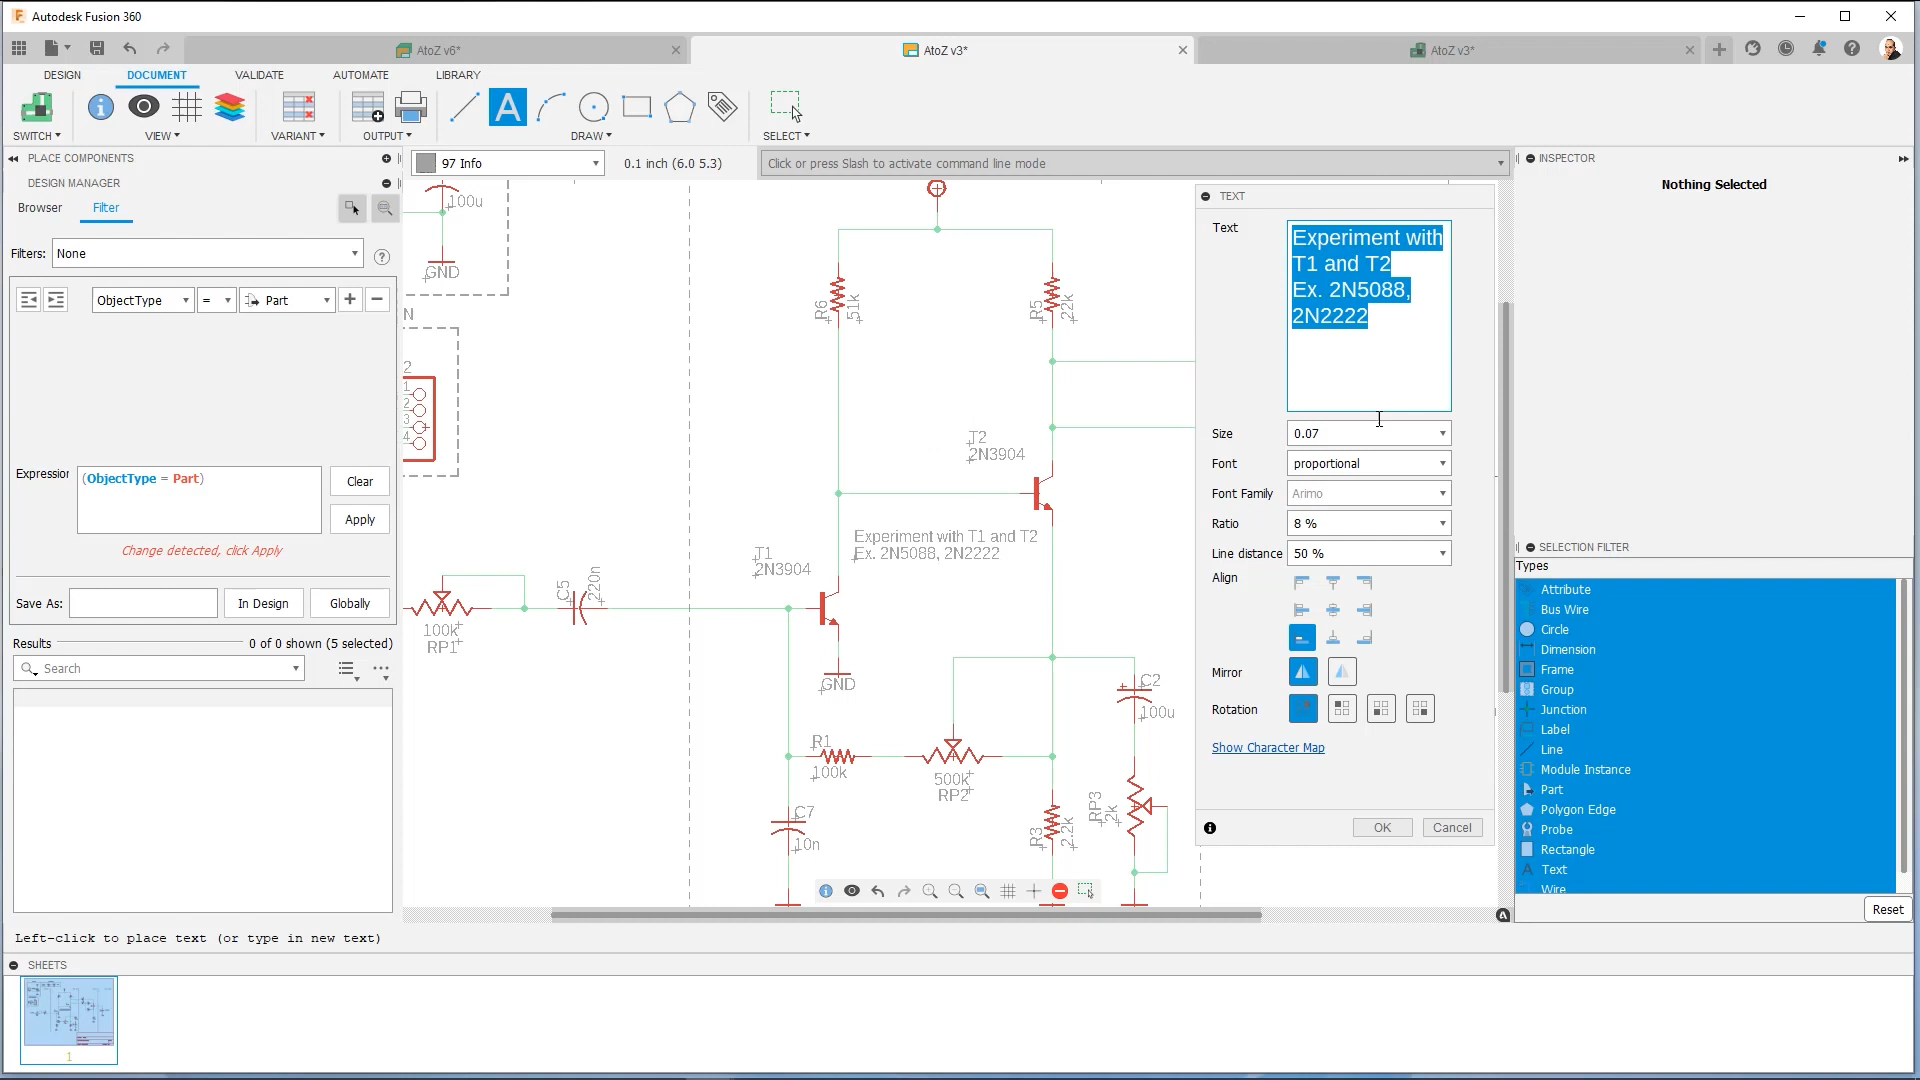 Autodesk Fusion 360
AtoZ v6*
AtoZ v3*
AtoZ v3*
DESIGN
DOCUMENT
VALIDATE
AUTOMATE
LIBRARY
SWITCH
VIEW
VARIANT
OUTPUT
DRAW
SELECT
PLACE COMPONENTS
97 Info
0.1 inch (6.0 5.3)
Click or press Slash to activate command line mode
INSPECTOR
Nothing Selected
DESIGN MANAGER
Browser
Filter
Filters:
None
ObjectType
=
Part
Expression
(ObjectType = Part)
Clear
Apply
Change detected, click Apply
Save As:
In Design
Globally
Results
0 of 0 shown (5 selected)
Search
100u
GND
N
2
1
2
3
4
R6
51k
R5
22k
T2
2N3904
Experiment with T1 and T2
Ex. 2N5088, 2N2222
T1
2N3904
C5
220n
100k
RP1
GND
R1
100k
500k
RP2
C2
100u
C7
10n
R3
2.2k
RP3
2k
TEXT
Text
Experiment with
T1 and T2
Ex. 2N5088,
2N2222
Size
0.07
Font
proportional
Font Family
Arimo
Ratio
8 %
Line distance
50 %
Align
Mirror
Rotation
Show Character Map
OK
Cancel
SELECTION FILTER
Types
Attribute
Bus Wire
Circle
Dimension
Frame
Group
Junction
Label
Line
Module Instance
Part
Polygon Edge
Probe
Rectangle
Text
Wire
Reset
Left-click to place text (or type in new text)
SHEETS
1